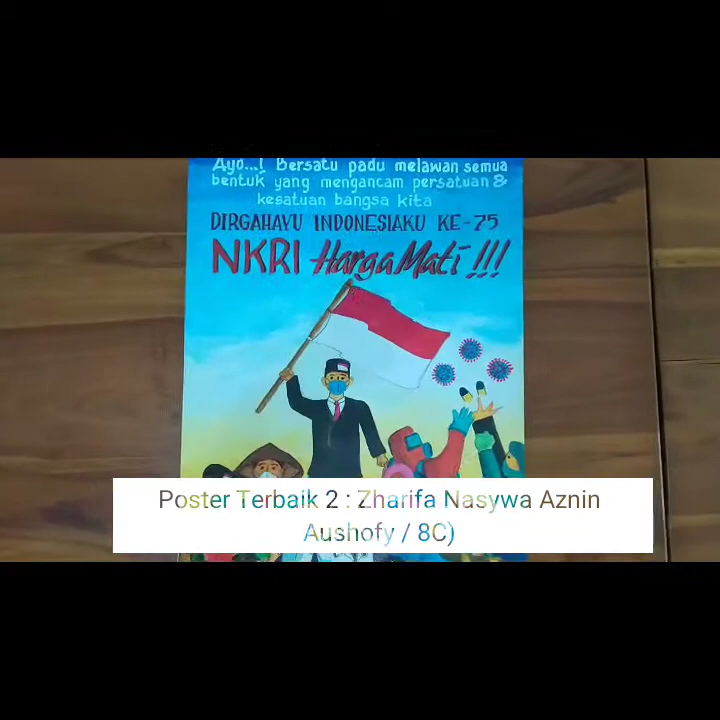 Ayo...! Bersatu padu melawan semua
bentuk yang mengancam persatuan &
kesatuan bangsa kita
DIRGAHAYU INDONESIAKU KE-75
NKRI Harga Mati !!!
Poster Terbaik 2 : Zharifa Nasywa Aznin
Aushofy / 8C)